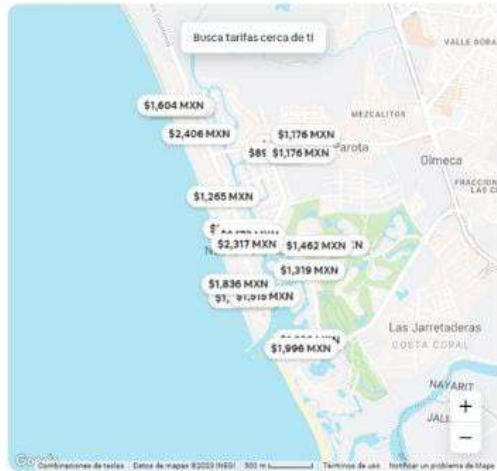 Busca tarifas cerca de ti
VALLE DORA
$1,604 MXN
MEZCALITOS
$2,406 MXN
$1,176 MXN
$1,176 MXN
Parota
Olmeca
FRACCION
$1,265 MXN
$2,317 MXN
$1,462 MXN
$1,319 MXN
$1,836 MXN
MXN
Las Jarretaderas
COSTA CORAL
$1,996 MXN
NAYARIT
+
−
Google
Combinaciones de teclas
Datos de mapas ©2023 INEGI
500 m
Términos de uso
Notificar un problema de